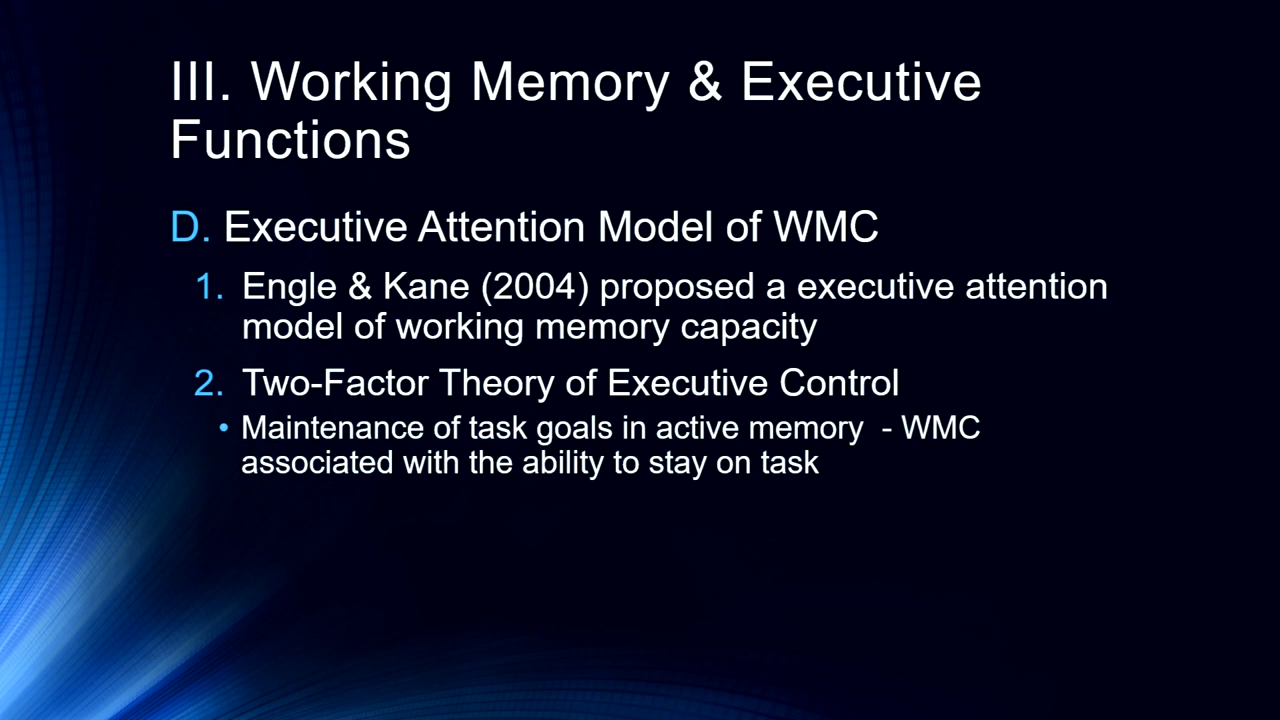 III. Working Memory & Executive
Functions
D. Executive Attention Model of WMC
1. Engle & Kane (2004) proposed a executive attention
model of working memory capacity
2. Two-Factor Theory of Executive Control
• Maintenance of task goals in active memory  - WMC
associated with the ability to stay on task